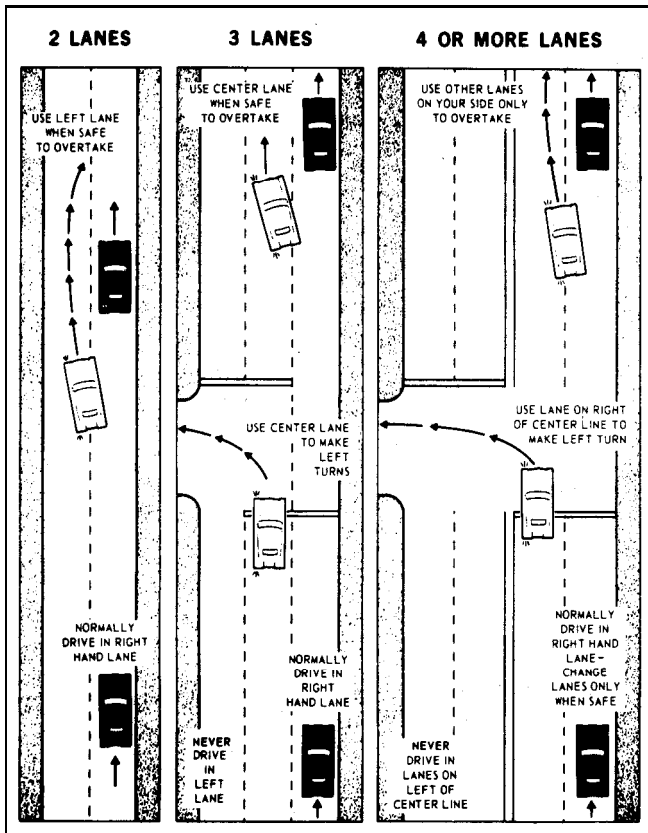 2 LANES
USE LEFT LANE
WHEN SAFE
TO OVERTAKE
NORMALLY
DRIVE IN RIGHT
HAND LANE
3 LANES
USE CENTER LANE
WHEN SAFE
TO OVERTAKE
USE CENTER LANE
TO MAKE
LEFT
TURNS
NORMALLY
DRIVE IN
RIGHT
HAND LANE
NEVER
DRIVE
IN
LEFT
LANE
4 OR MORE LANES
USE OTHER LANES
ON YOUR SIDE ONLY
TO OVERTAKE
USE LANE ON RIGHT
OF CENTER LINE TO
MAKE LEFT TURN
NORMALLY
DRIVE IN
RIGHT HAND
LANE–
CHANGE
LANES ONLY
WHEN SAFE
NEVER
DRIVE IN
LANES ON
LEFT OF
CENTER LINE